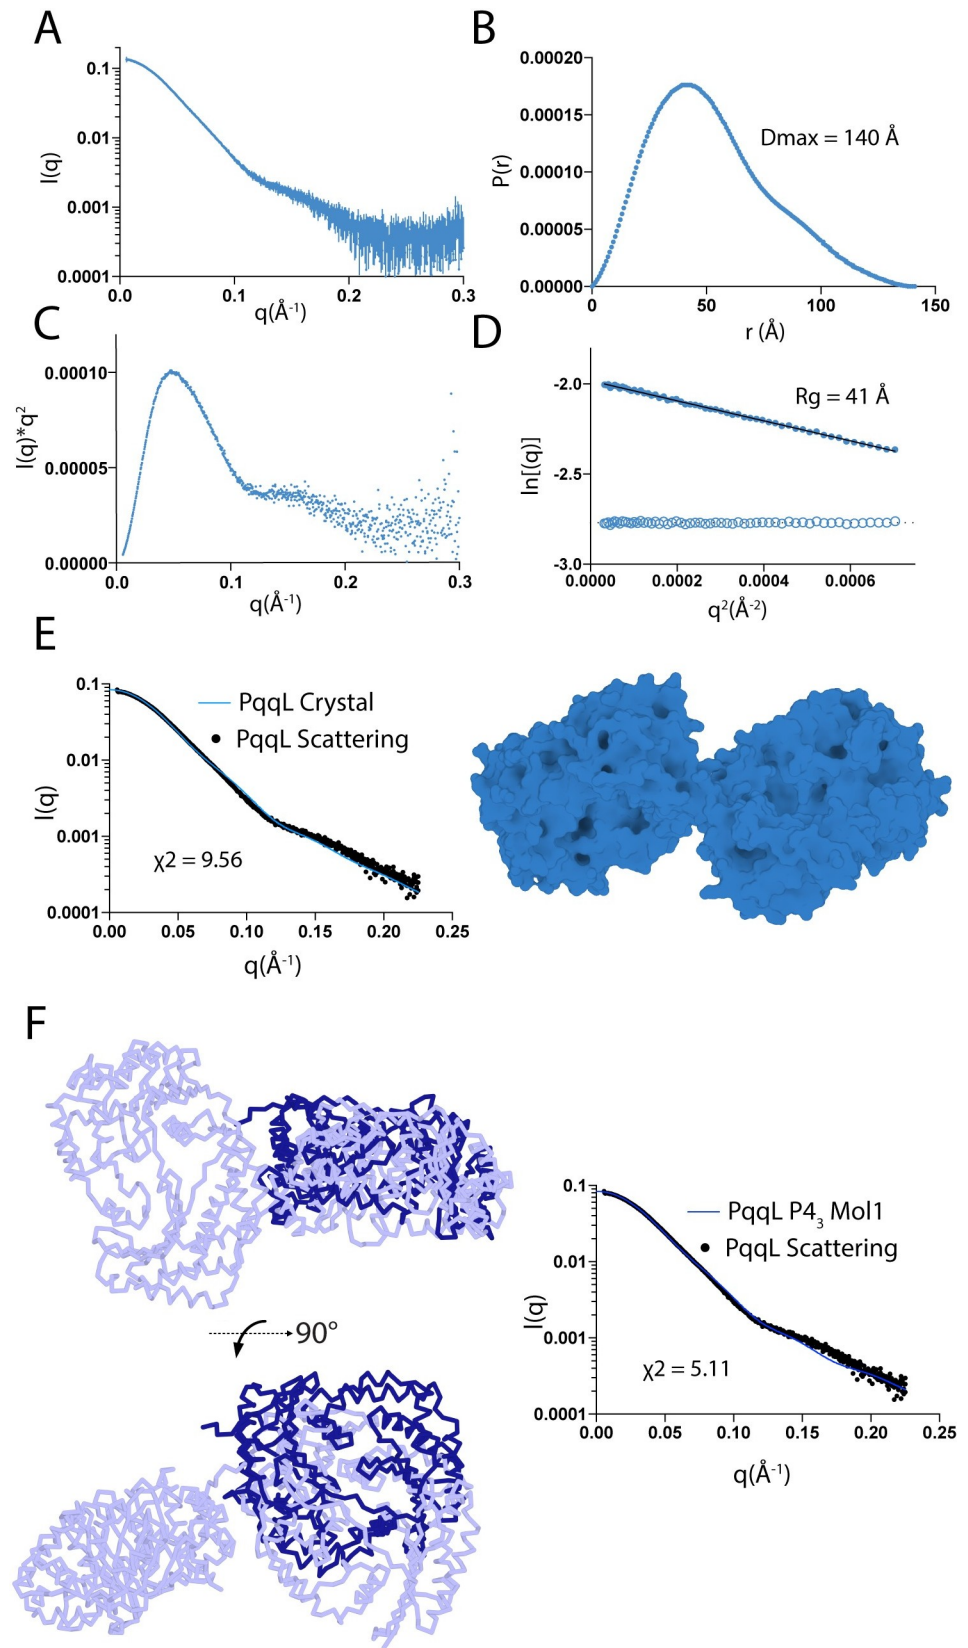 A
0.1
0.01
0.001
0.0001
I(q)
0.0
0.1
0.2
0.3
q(Å-1)
B
0.00020
0.00015
0.00010
0.00005
0.00000
P(r)
Dmax = 140 Å
0
50
100
150
r (Å)
C
0.00010
0.00005
0.00000
I(q)*q2
0.0
0.1
0.2
0.3
q(Å-1)
D
-2.0
-2.5
-3.0
ln[(q)]
Rg = 41 Å
0.0000
0.0002
0.0004
0.0006
q2(Å-2)
E
0.1
0.01
0.001
0.0001
I(q)
PqqL Crystal
PqqL Scattering
χ2 = 9.56
0.00
0.05
0.10
0.15
0.20
0.25
q(Å-1)
F
90°
0.1
0.01
0.001
0.0001
I(q)
PqqL P43 Mol1
PqqL Scattering
χ2 = 5.11
0.00
0.05
0.10
0.15
0.20
0.25
q(Å-1)